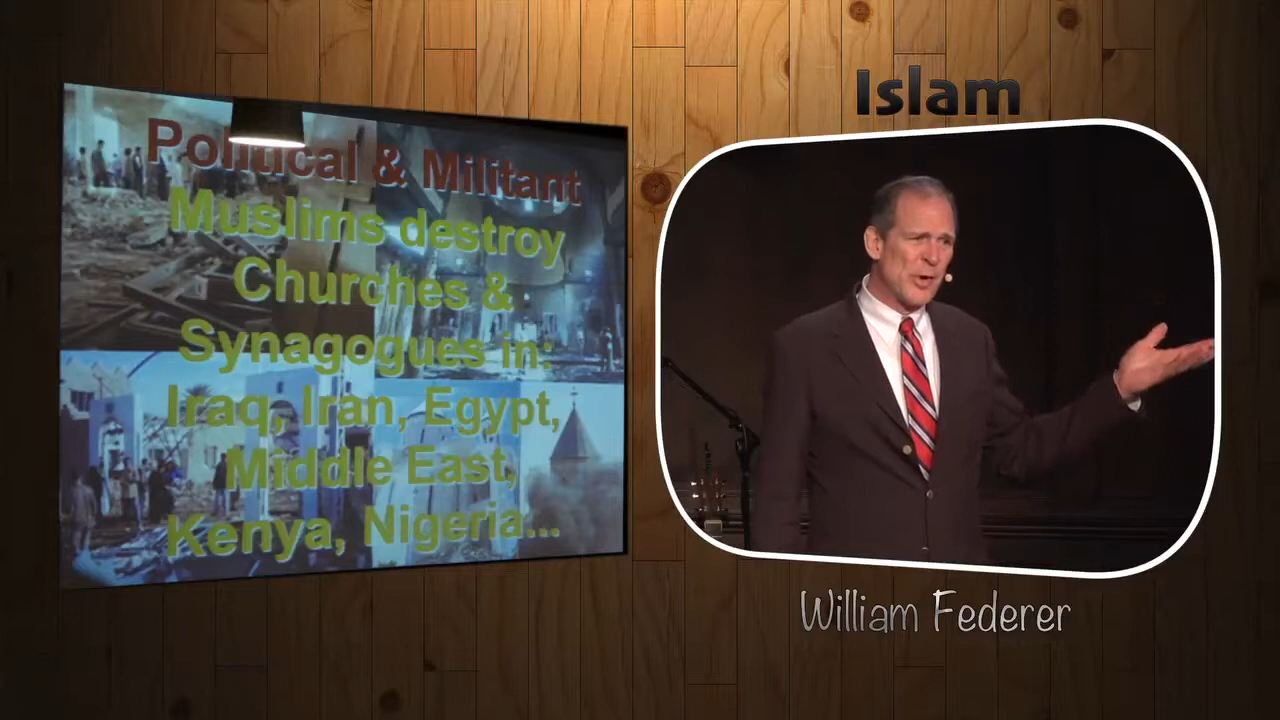 Political & Militant
Muslims destroy
Churches &
Synagogues in:
Iraq, Iran, Egypt,
Middle East,
Kenya, Nigeria...
Islam
William Federer